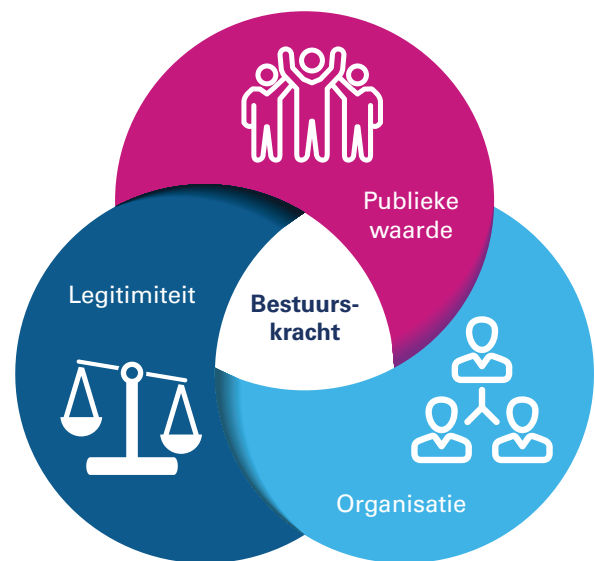 Publieke
waarde
Legitimiteit
Bestuurs-
kracht
Organisatie